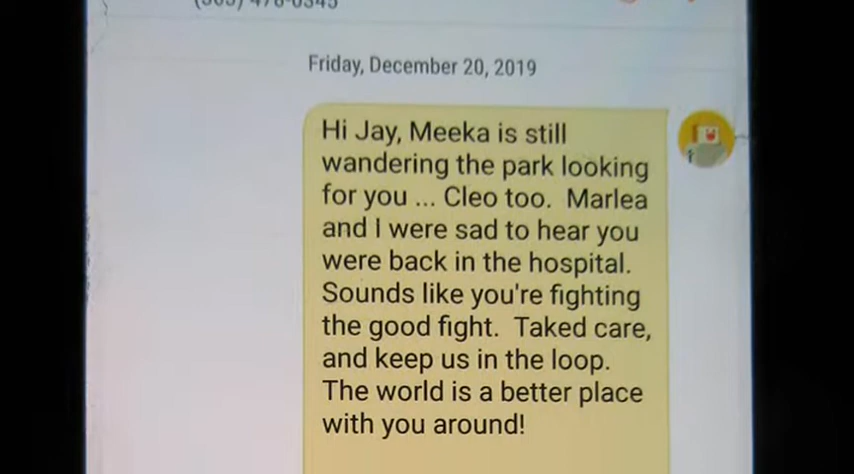 Friday, December 20, 2019
Hi Jay, Meeka is still
wandering the park looking
for you ... Cleo too. Marlea
and I were sad to hear you
were back in the hospital.
Sounds like you're fighting
the good fight. Taked care,
and keep us in the loop.
The world is a better place
with you around!